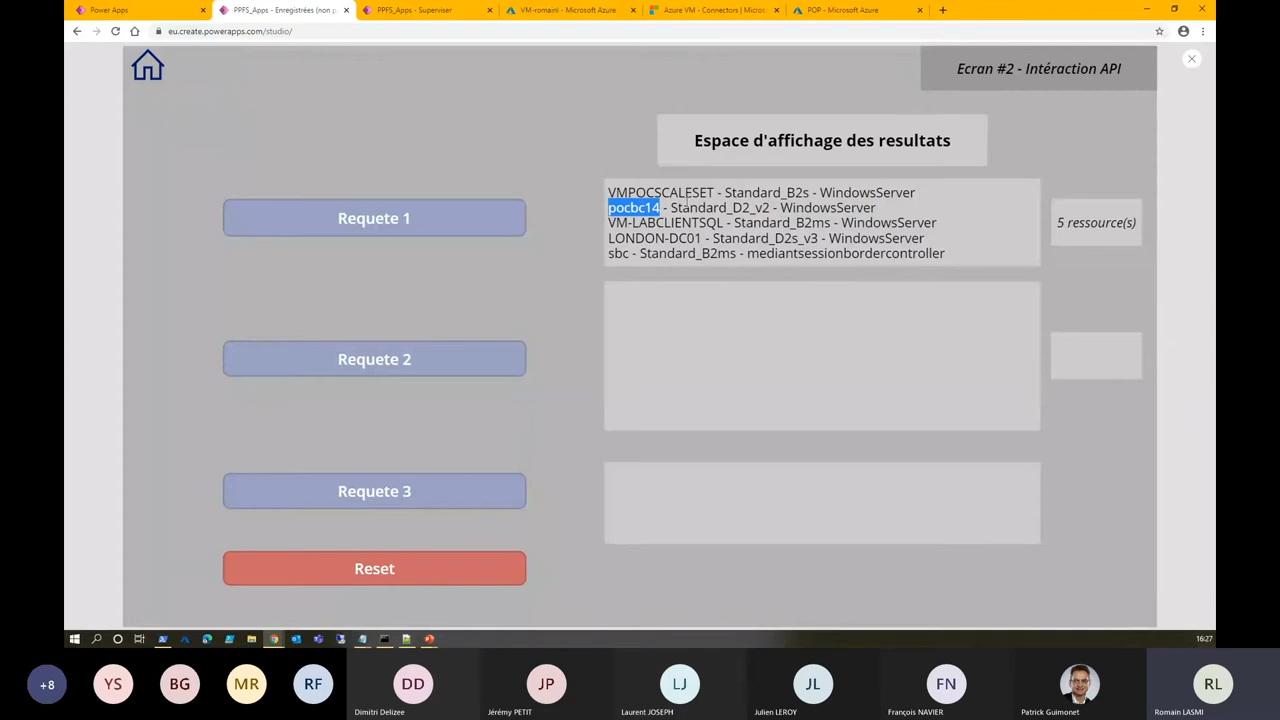 Power Apps
PPFS_Apps - Enregistrées (non p
PPFS_Apps - Superviser
VM-romainl - Microsoft Azure
Azure VM - Connectors | Micros
POP - Microsoft Azure
eu.create.powerapps.com/studio/
Ecran #2 - Intéraction API
Espace d'affichage des resultats
Requete 1
VMPOCSCALESET - Standard_B2s - WindowsServer
pocbc14 - Standard_D2_v2 - WindowsServer
VM-LABCLIENTSQL - Standard_B2ms - WindowsServer
LONDON-DC01 - Standard_D2s_v3 - WindowsServer
sbc - Standard_B2ms - mediantsessionbordercontroller
5 ressource(s)
Requete 2
Requete 3
Reset
16:27
+8
YS
BG
MR
RF
DD
JP
LJ
JL
FN
RL
Dimitri Delizee
Jérémy PETIT
Laurent JOSEPH
Julien LEROY
François NAVIER
Patrick Guimonet
Romain LASMI